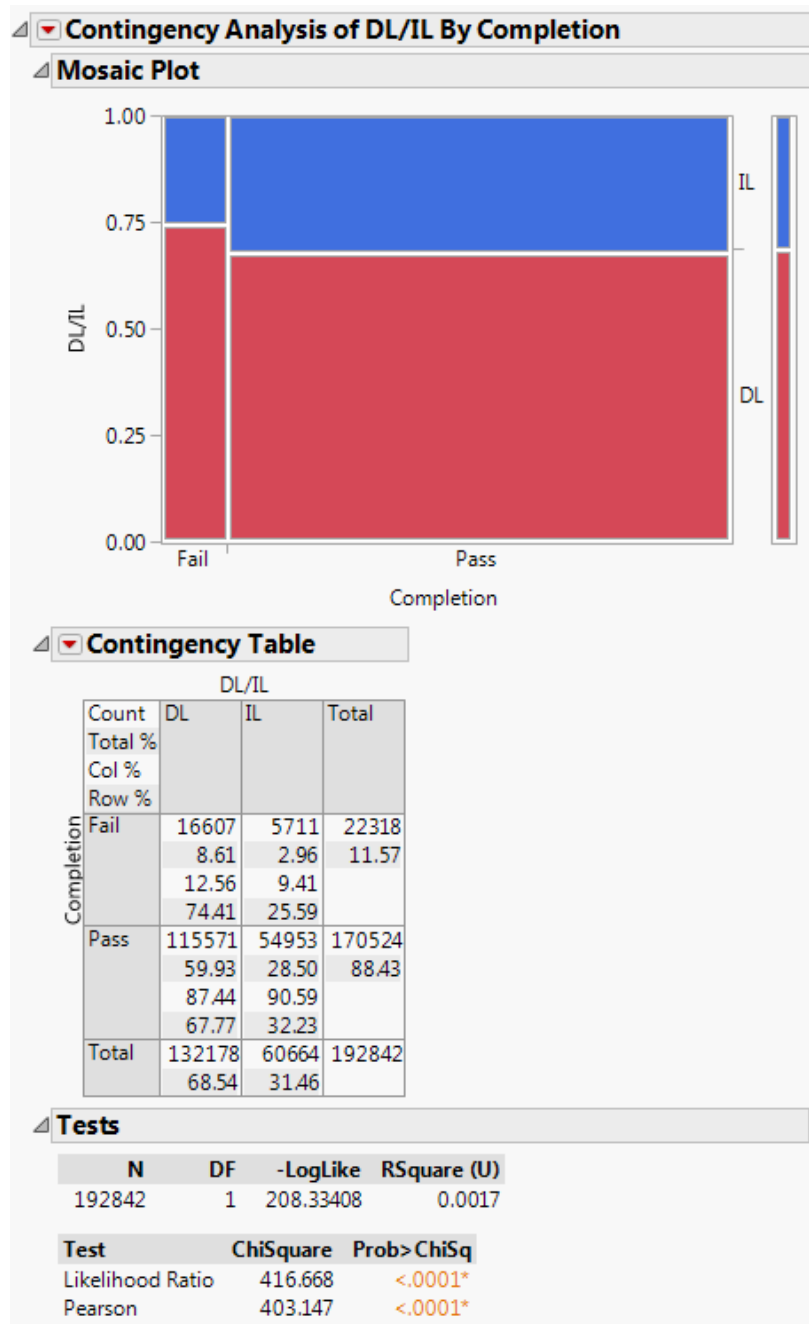 Contingency Analysis of DL/IL By Completion
Mosaic Plot
1.00
0.75
0.50
0.25
0.00
DL/IL
IL
DL
Fail
Pass
Completion
Contingency Table
DL/IL
Completion
Count DL IL Total
Total %
Col %
Row %
Fail 16607 5711 22318
8.61 2.96 11.57
12.56 9.41
74.41 25.59
Pass 115571 54953 170524
59.93 28.50 88.43
87.44 90.59
67.77 32.23
Total 132178 60664 192842
68.54 31.46
Tests
N DF -LogLike RSquare (U)
192842 1 208.33408 0.0017
Test ChiSquare Prob>ChiSq
Likelihood Ratio 416.668 <.0001*
Pearson 403.147 <.0001*